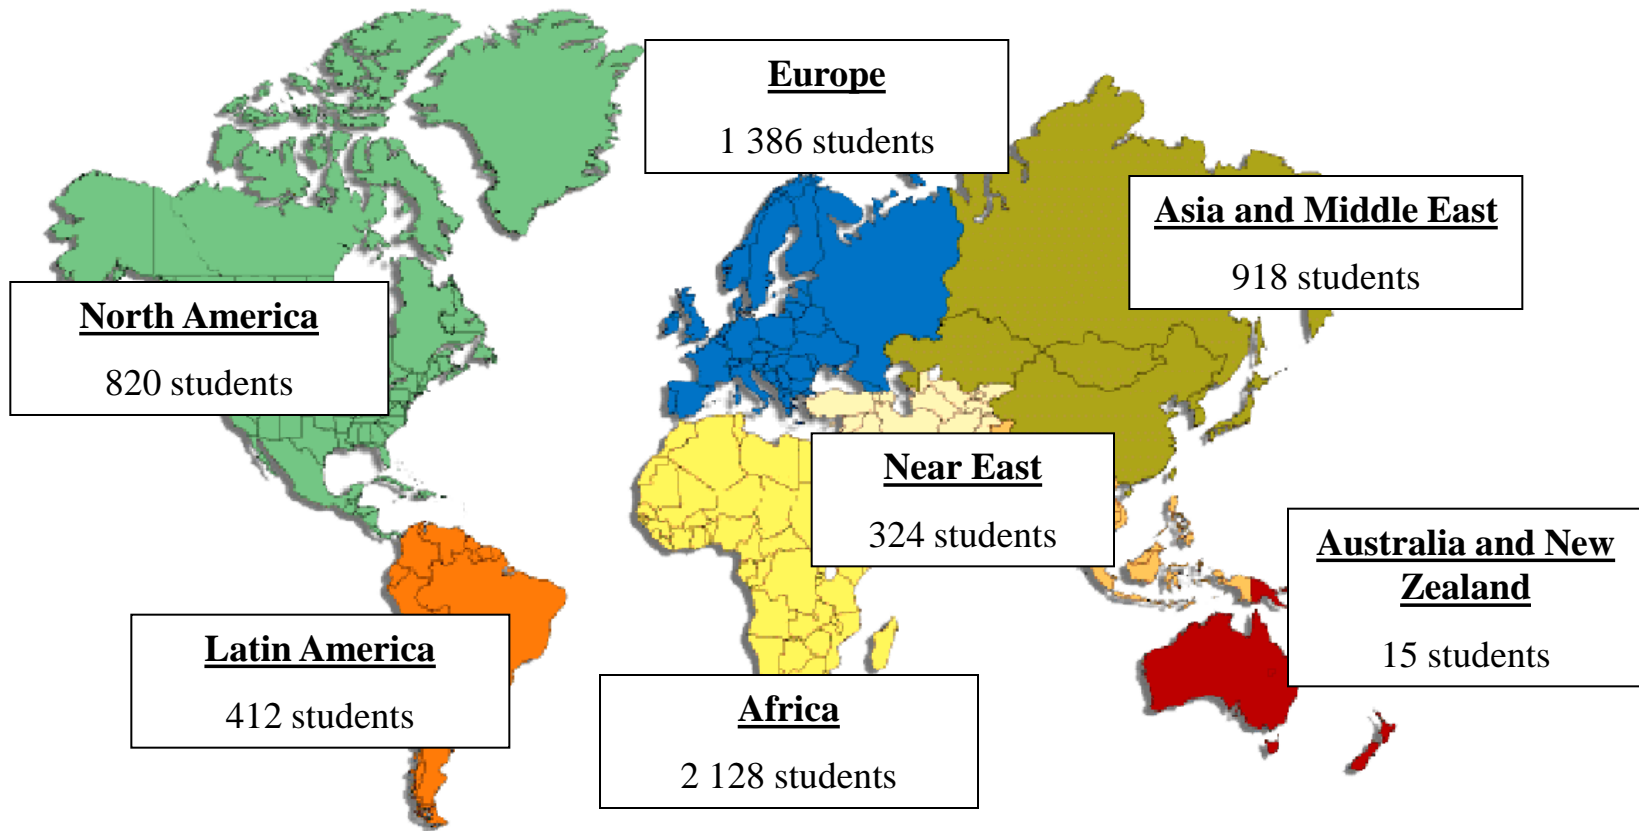 Europe
1 386 students
Asia and Middle East
918 students
North America
820 students
Near East
324 students
Australia and New
Zealand
15 students
Latin America
412 students
Africa
2 128 students